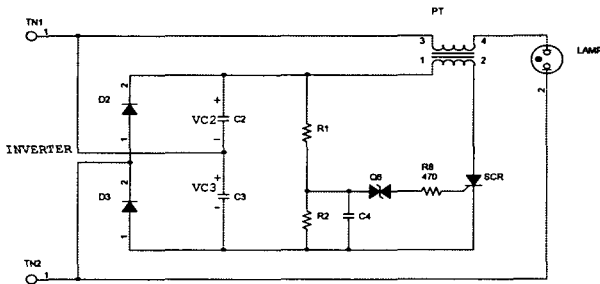 PT
TN1
1
3
4
1
2
LAMP
2
2
D2
1
+
VC2
C2
−
R1
INVERTER
2
D3
1
+
VC3
C3
−
R2
C4
Q6
R8
470
SCR
TN2
1